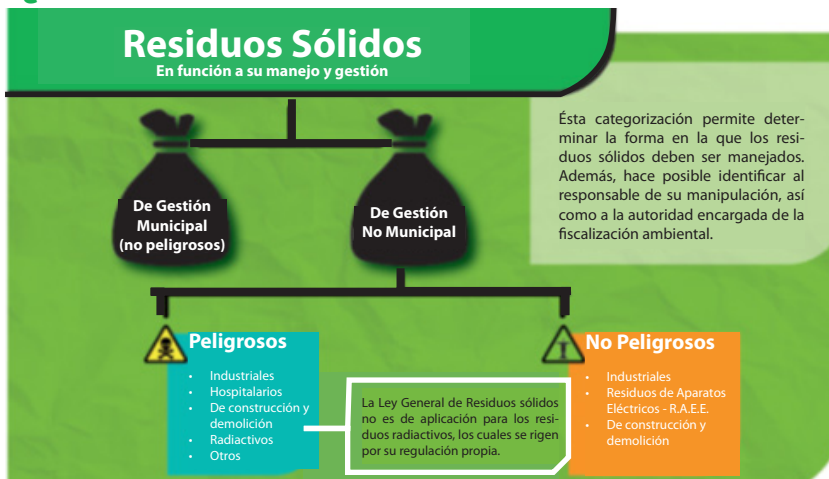 Residuos Sólidos
En función a su manejo y gestión
Ésta categorización permite deter-
minar la forma en la que los resi-
duos sólidos deben ser manejados.
Además, hace posible identificar al
responsable de su manipulación, así
como a la autoridad encargada de la
fiscalización ambiental.
De Gestión
Municipal
(no peligrosos)
De Gestión
No Municipal
Peligrosos
• Industriales
• Hospitalarios
• De construcción y
demolición
• Radiactivos
• Otros
La Ley General de Residuos sólidos
no es de aplicación para los resi-
duos radiactivos, los cuales se rigen
por su regulación propia.
No Peligrosos
• Industriales
• Residuos de Aparatos
Eléctricos - R.A.E.E.
• De construcción y
demolición